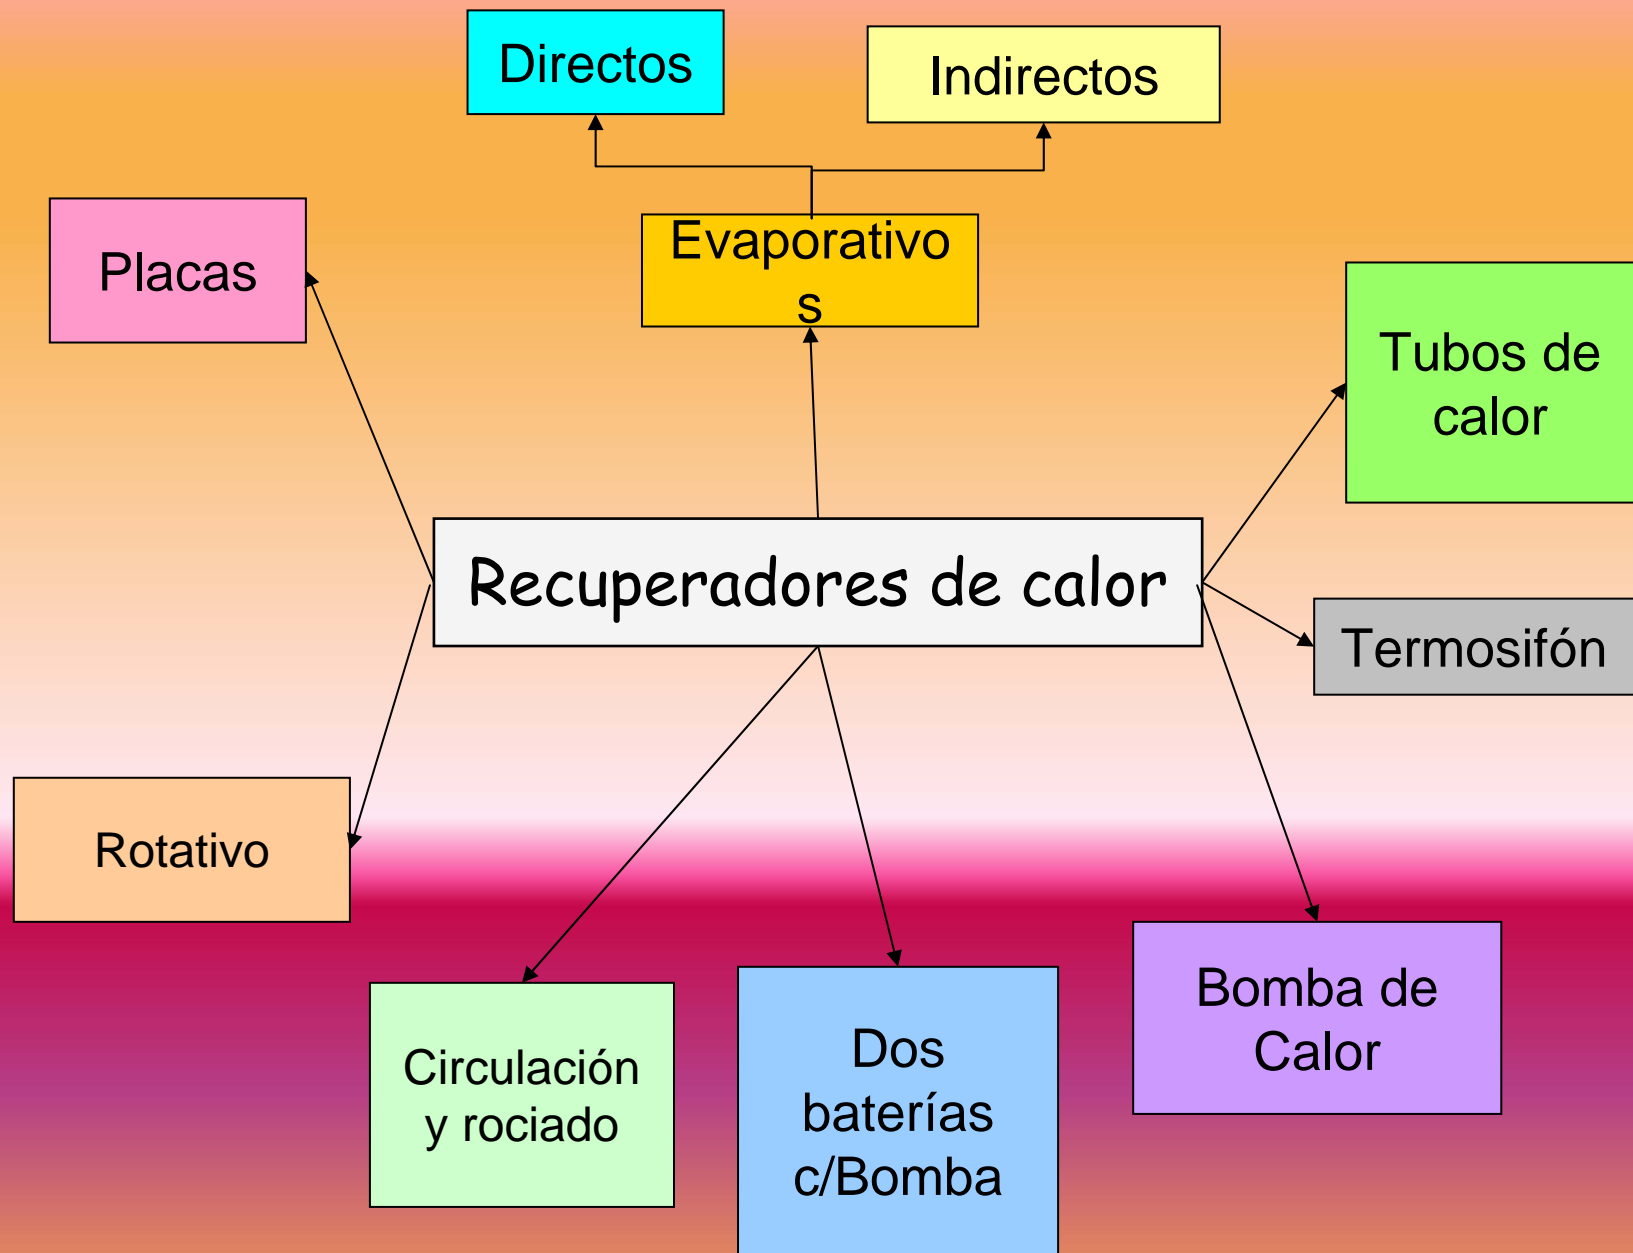 Directos
Indirectos
Placas
Evaporativo
s
Tubos de
calor
Recuperadores de calor
Termosifón
Rotativo
Circulación
y rociado
Dos
baterías
c/Bomba
Bomba de
Calor